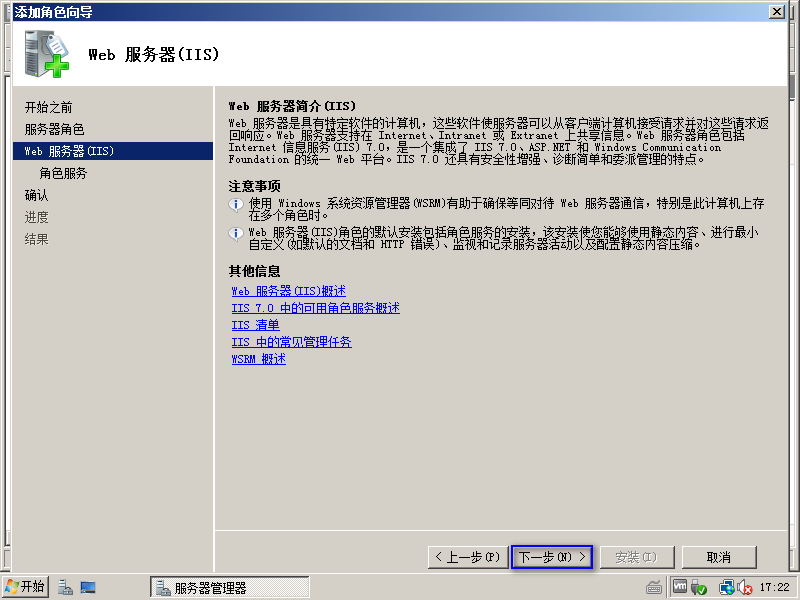 添加角色向导
Web 服务器(IIS)
开始之前
服务器角色
Web 服务器(IIS)
角色服务
确认
进度
结果
Web 服务器简介(IIS)
Web 服务器是具有特定软件的计算机，这些软件使服务器可以从客户端计算机接受请求并对这些请求返
回响应。Web 服务器支持在 Internet、Intranet 或 Extranet 上共享信息。Web 服务器角色包括
Internet 信息服务(IIS) 7.0，是一个集成了 IIS 7.0、ASP.NET 和 Windows Communication
Foundation 的统一 Web 平台。IIS 7.0 还具有安全性增强、诊断简单和委派管理的特点。
注意事项
使用 Windows 系统资源管理器(WSRM)有助于确保等同对待 Web 服务器通信，特别是此计算机上存
在多个角色时。
Web 服务器(IIS)角色的默认安装包括角色服务的安装，该安装使您能够使用静态内容、进行最小
自定义(如默认的文档和 HTTP 错误)、监视和记录服务器活动以及配置静态内容压缩。
其他信息
Web 服务器(IIS)概述
IIS 7.0 中的可用角色服务概述
IIS 清单
IIS 中的常见管理任务
WSRM 概述
< 上一步(P)
下一步(N) >
安装(I)
取消
开始
服务器管理器
17:22